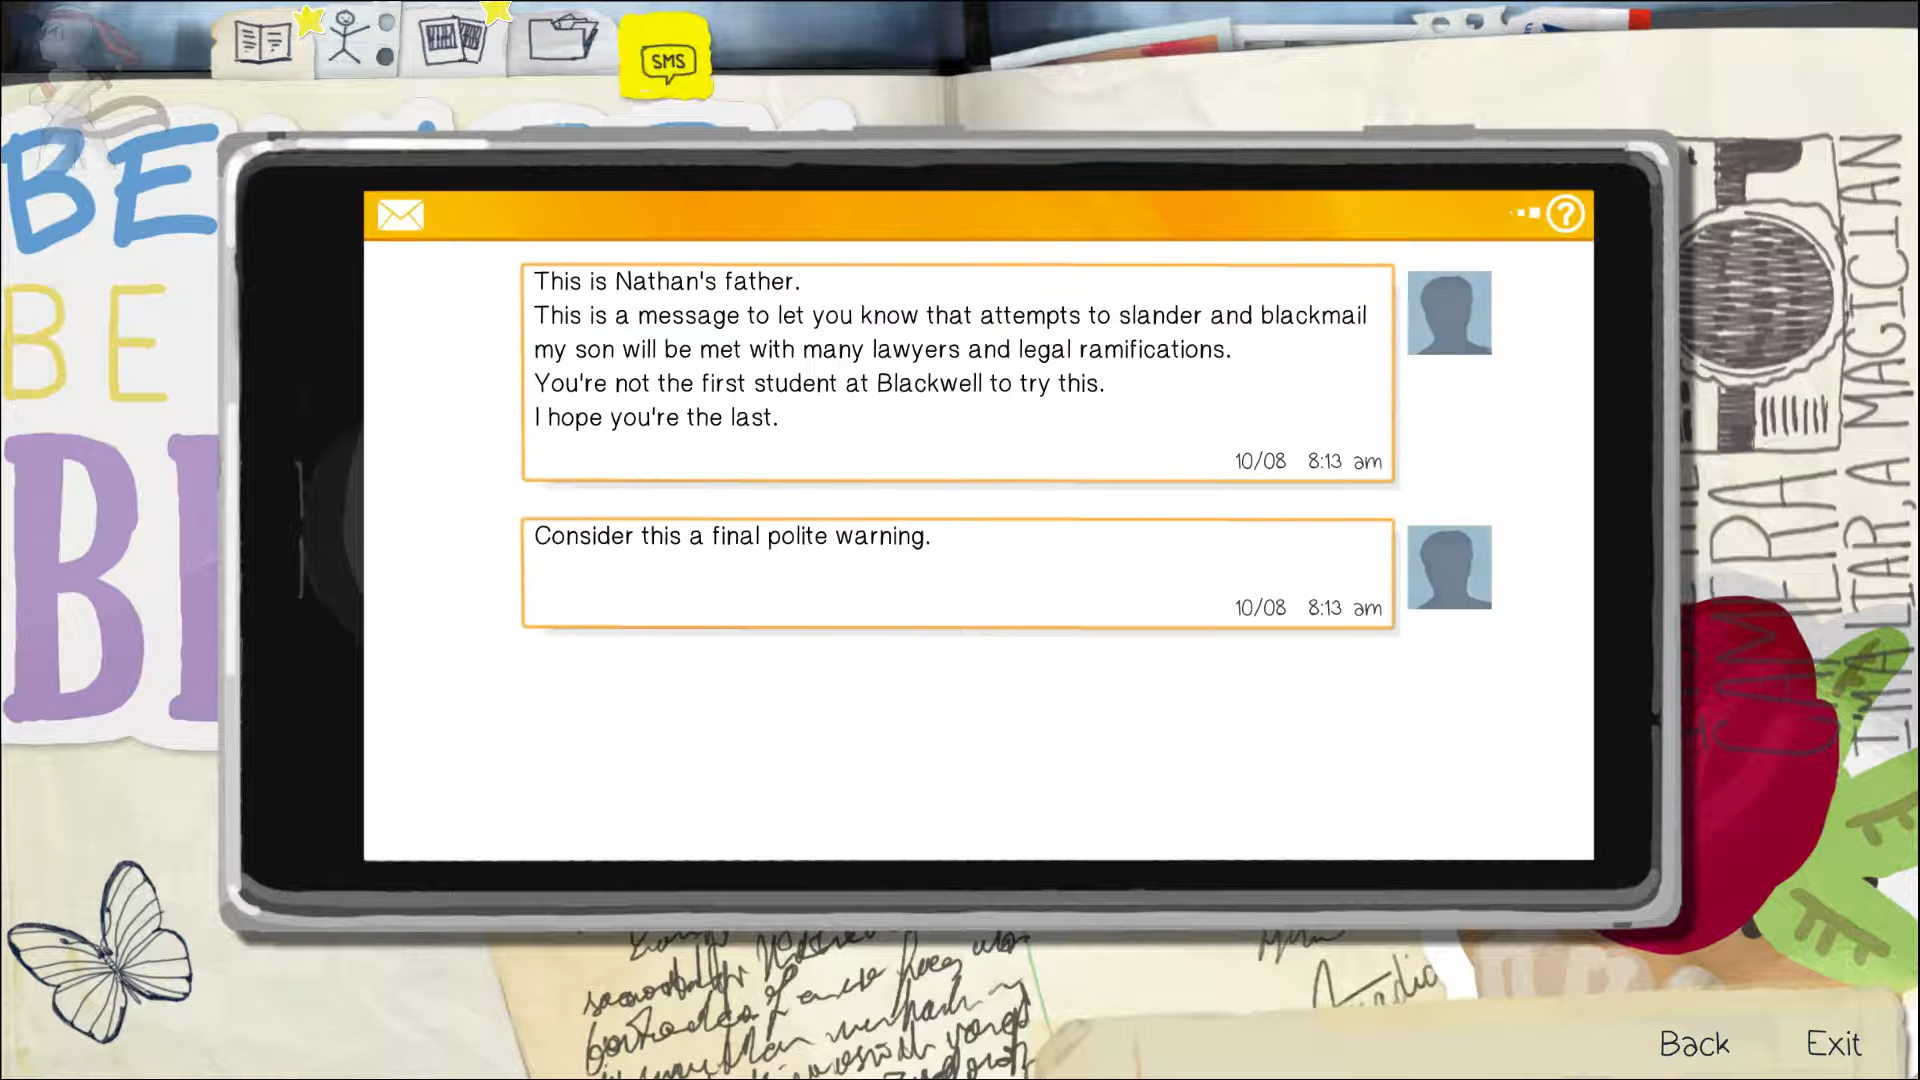 SMS
BE
BE
This is Nathan's father.
This is a message to let you know that attempts to slander and blackmail
my son will be met with many lawyers and legal ramifications.
You're not the first student at Blackwell to try this.
I hope you're the last.
10/08 8:13 am
Consider this a final polite warning.
10/08 8:13 am
CAMERA
LIAR, A MAGICIAN
Back
Exit